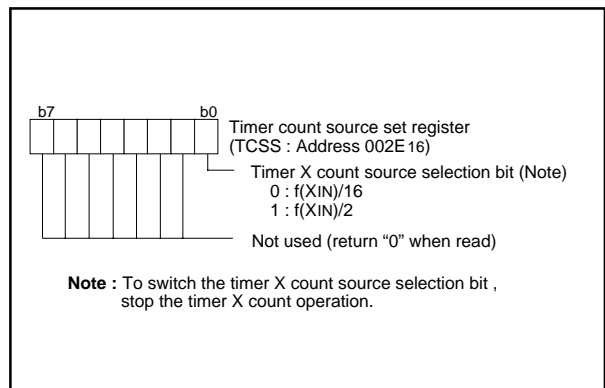 b7 b0
Timer count source set register
(TCSS : Address 002E16)
Timer X count source selection bit (Note)
0 : f(XIN)/16
1 : f(XIN)/2
Not used (return “0” when read)
Note : To switch the timer X count source selection bit ,
stop the timer X count operation.